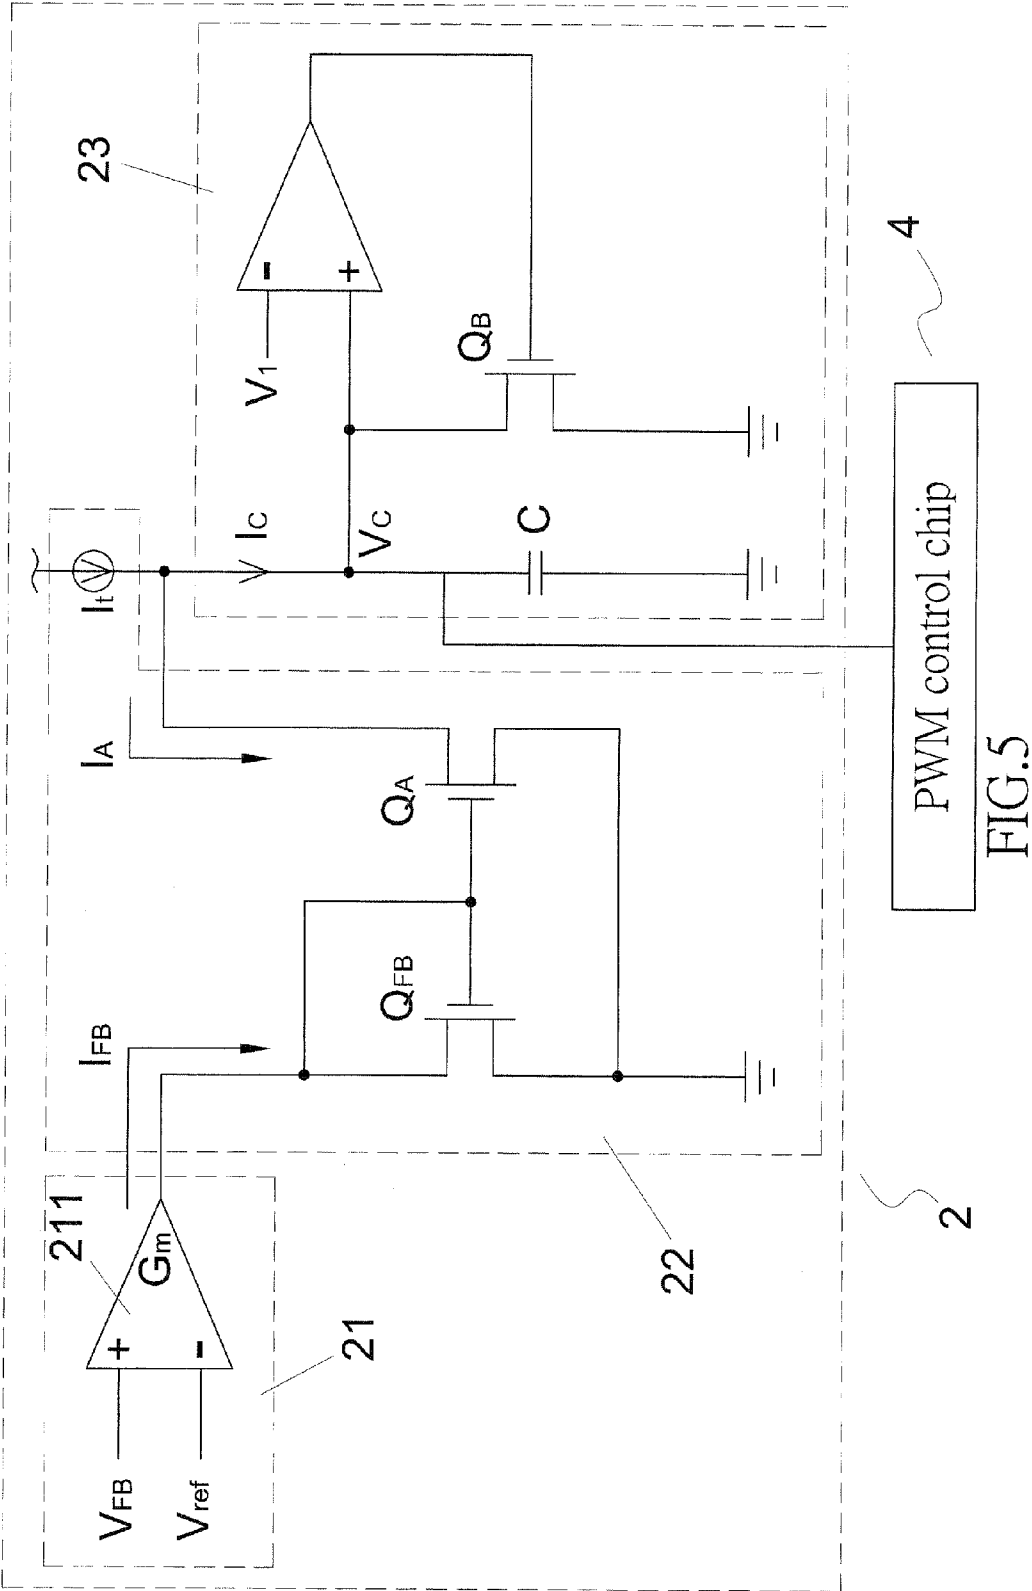 VFB
Vref
+
-
211
Gm
21
IFB
QFB
22
IA
QA
It
IC
VC
C
V1
-
+
QB
23
2
4
PWM control chip
FIG.5